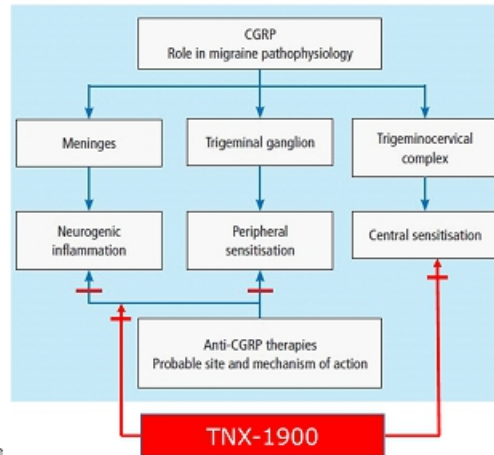 CGRP
Role in migraine pathophysiology
Meninges
Trigeminal ganglion
Trigeminocervical
complex
Neurogenic
inflammation
Peripheral
sensitisation
Central sensitisation
Anti-CGRP therapies
Probable site and mechanism of action
TNX-1900
e